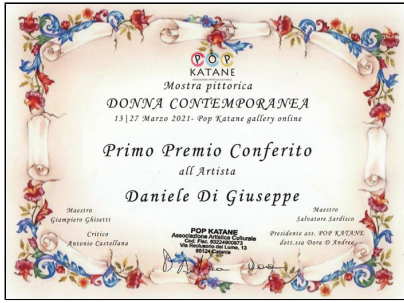 POP
KATANE
Mostra pittorica
DONNA CONTEMPORANEA
13|27 Marzo 2021- Pop Katane gallery online
Primo Premio Conferito
all'Artista
Daniele Di Giuseppe
Maestro
Giampiero Ghisetti
Critico
Antonio Castellana
Maestro
Salvatore Sardisco
Presidente ass. POP KATANE
dott.ssa Dora D'Andrea
POP KATANE
Associazione Artistica Culturale
Cod. Fisc. 93224900873
Via Reclusorio del Lume, 13
95124 Catania